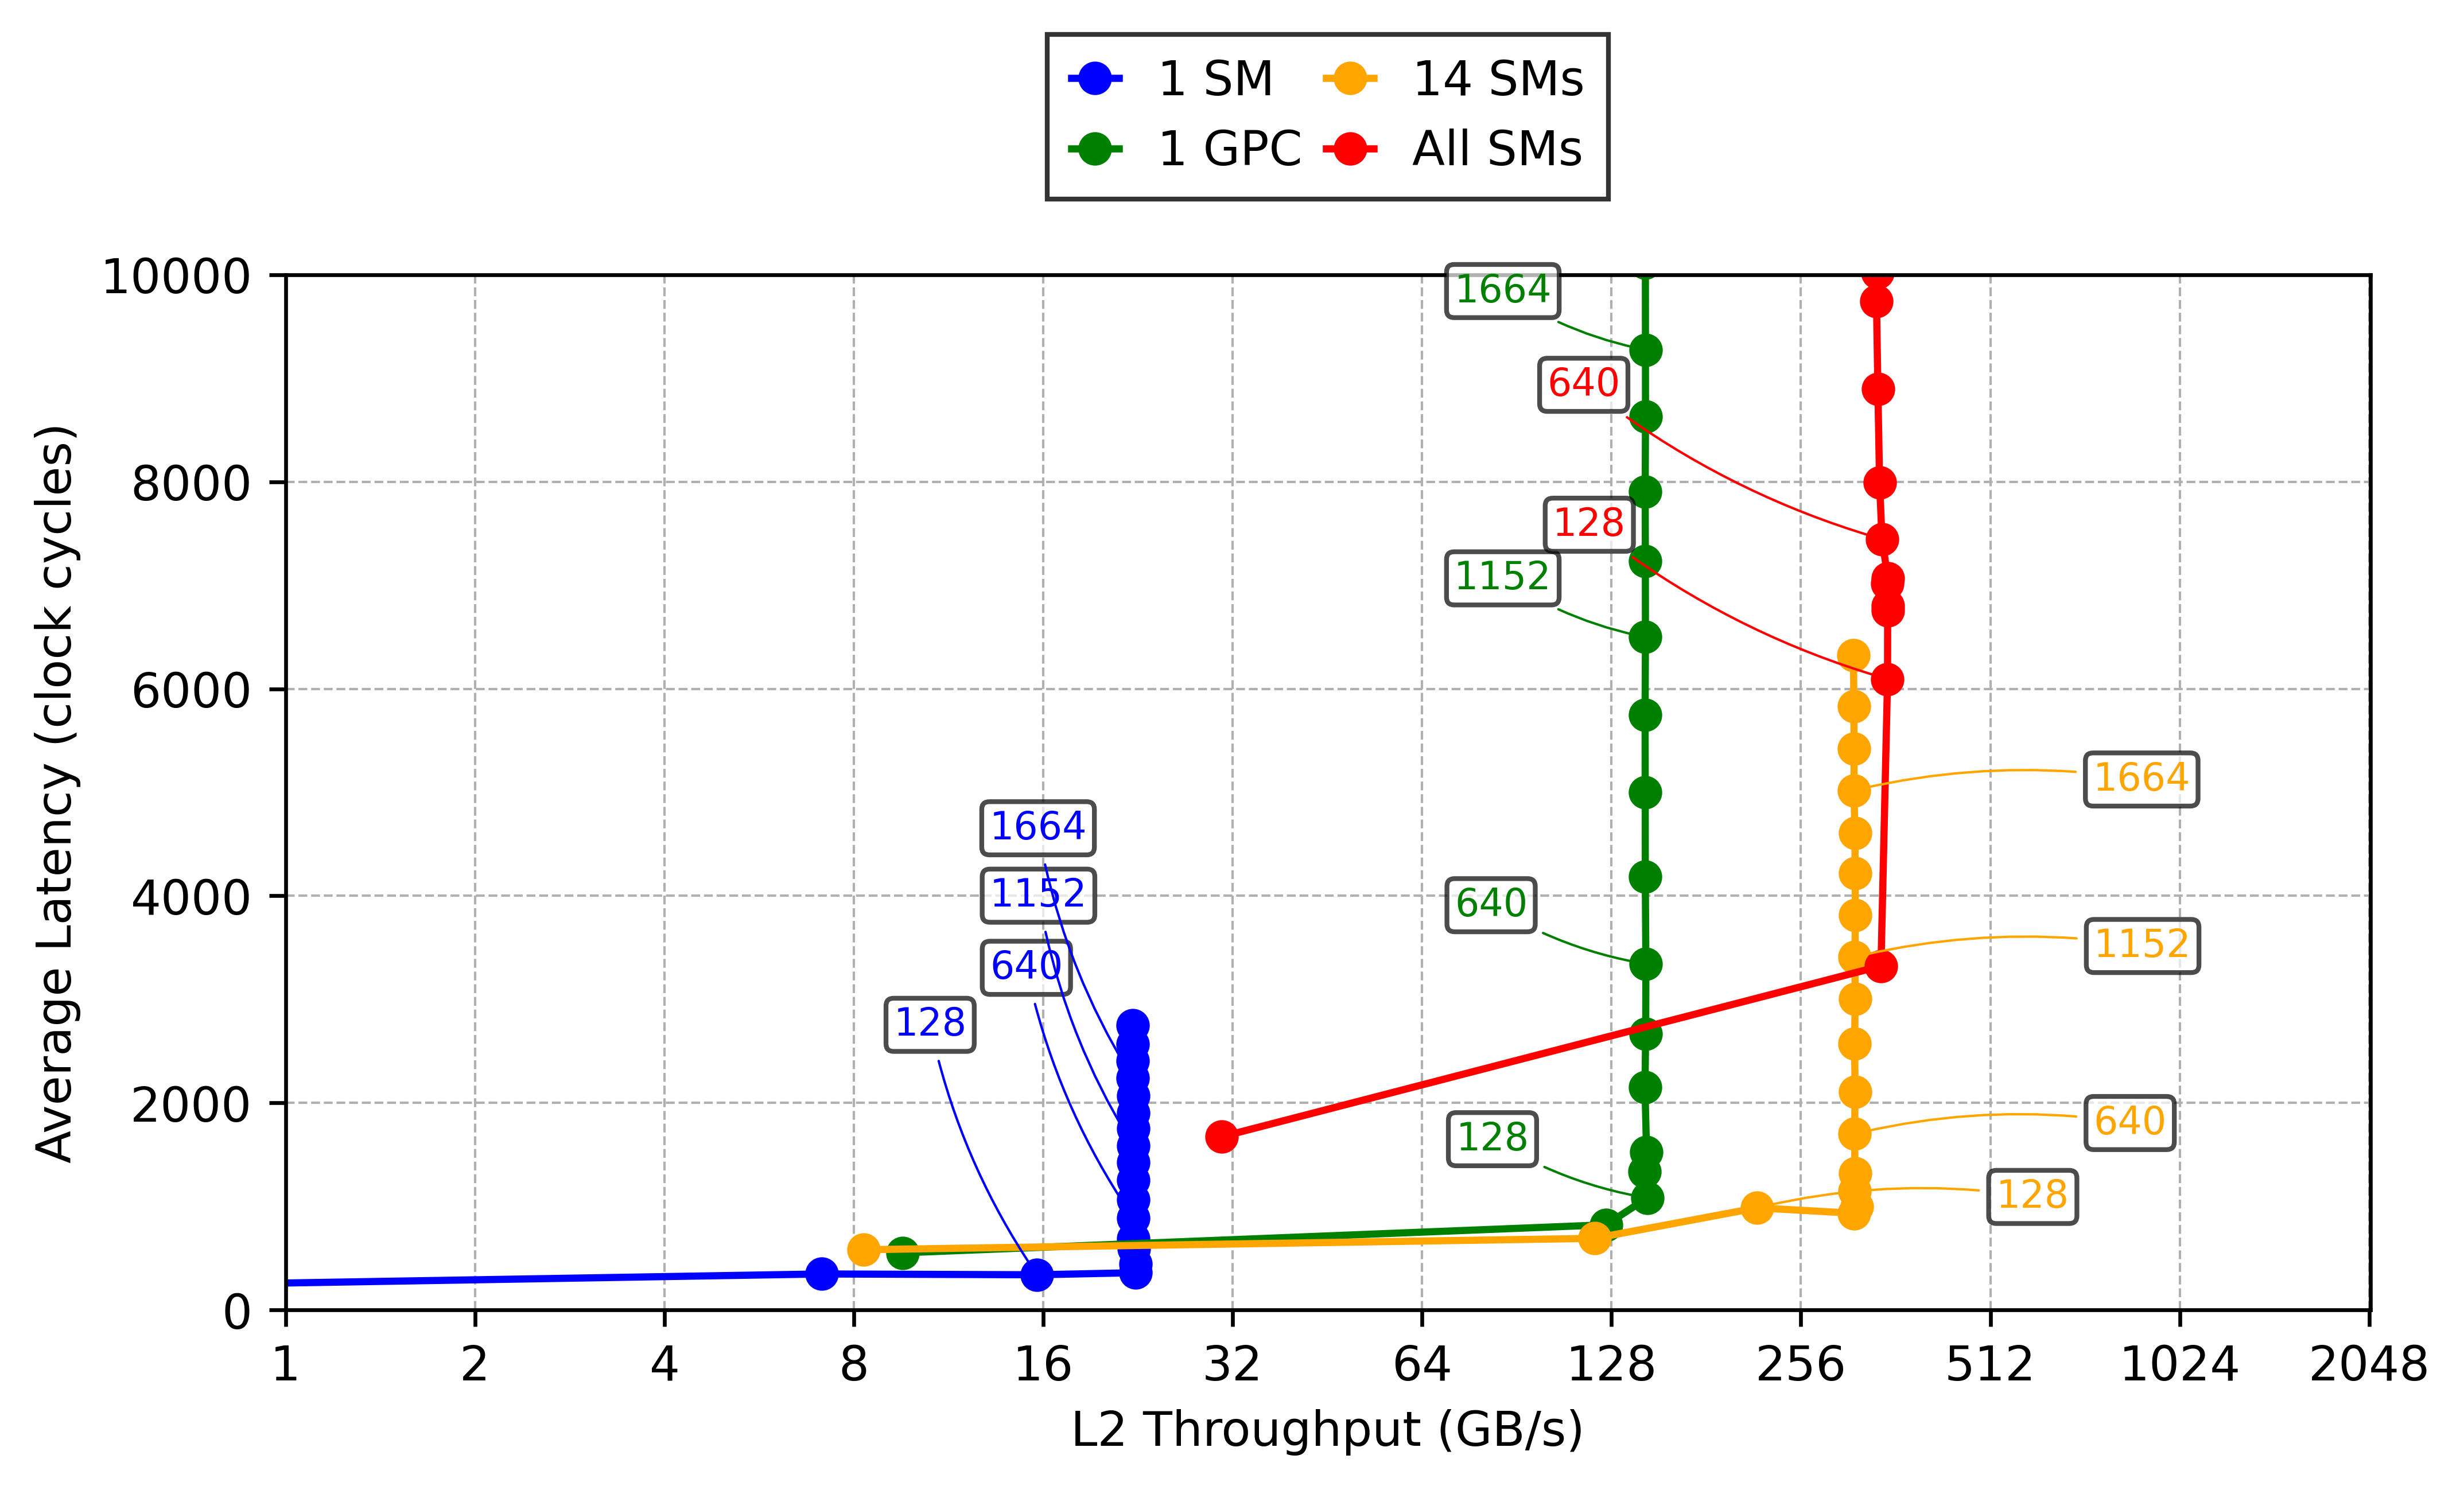 1 SM
14 SMs
1 GPC
All SMs
10000
8000
6000
4000
2000
0
Average Latency (clock cycles)
1664
640
128
1152
640
128
1664
1152
640
128
1664
1152
640
128
1 2 4 8 16 32 64 128 256 512 1024 2048
L2 Throughput (GB/s)